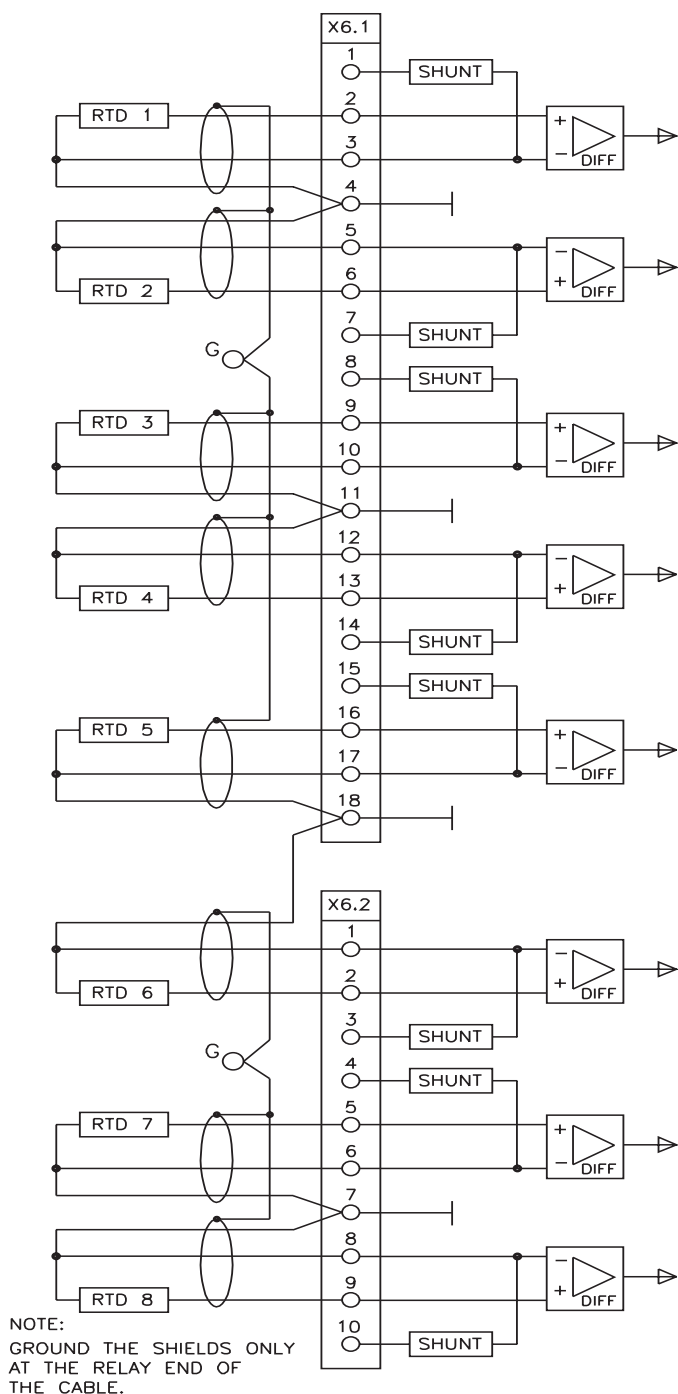 X6.1
1
SHUNT
RTD 1
2
+
3
−
DIFF
4
5
−
RTD 2
6
+
DIFF
7
SHUNT
G
8
SHUNT
RTD 3
9
+
10
−
DIFF
11
12
−
RTD 4
13
+
DIFF
14
SHUNT
15
SHUNT
RTD 5
16
+
17
−
DIFF
18
X6.2
1
−
RTD 6
2
+
DIFF
3
SHUNT
G
4
SHUNT
RTD 7
5
+
6
−
DIFF
7
8
−
RTD 8
9
+
DIFF
10
SHUNT
NOTE:
GROUND THE SHIELDS ONLY
AT THE RELAY END OF
THE CABLE.